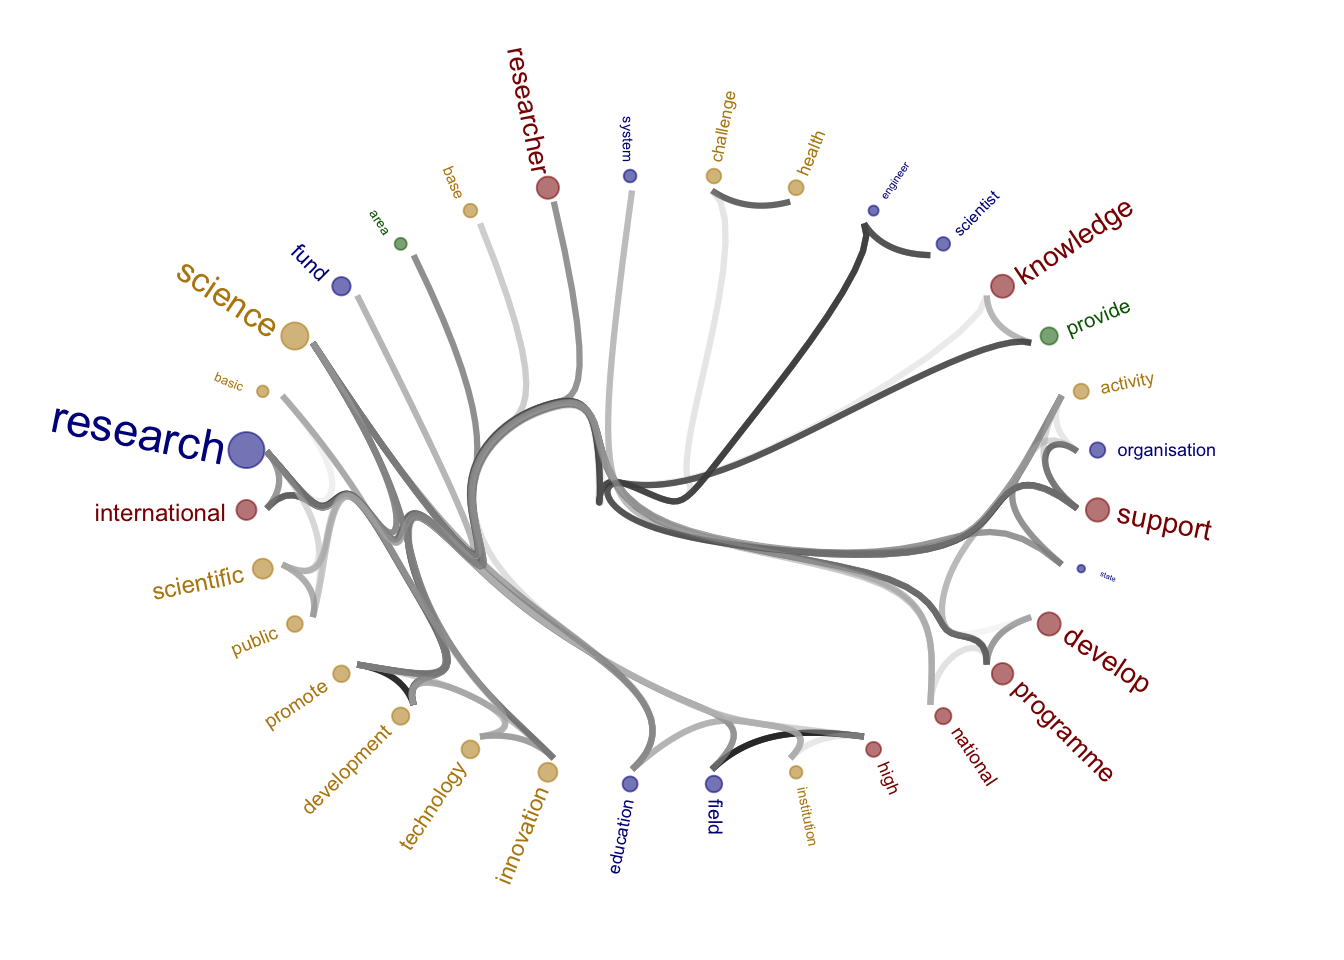 researcher
system
challenge
health
engineer
scientist
knowledge
provide
activity
organisation
support
state
develop
programme
national
high
institution
field
education
innovation
technology
development
promote
public
scientific
international
research
basic
science
fund
area
base